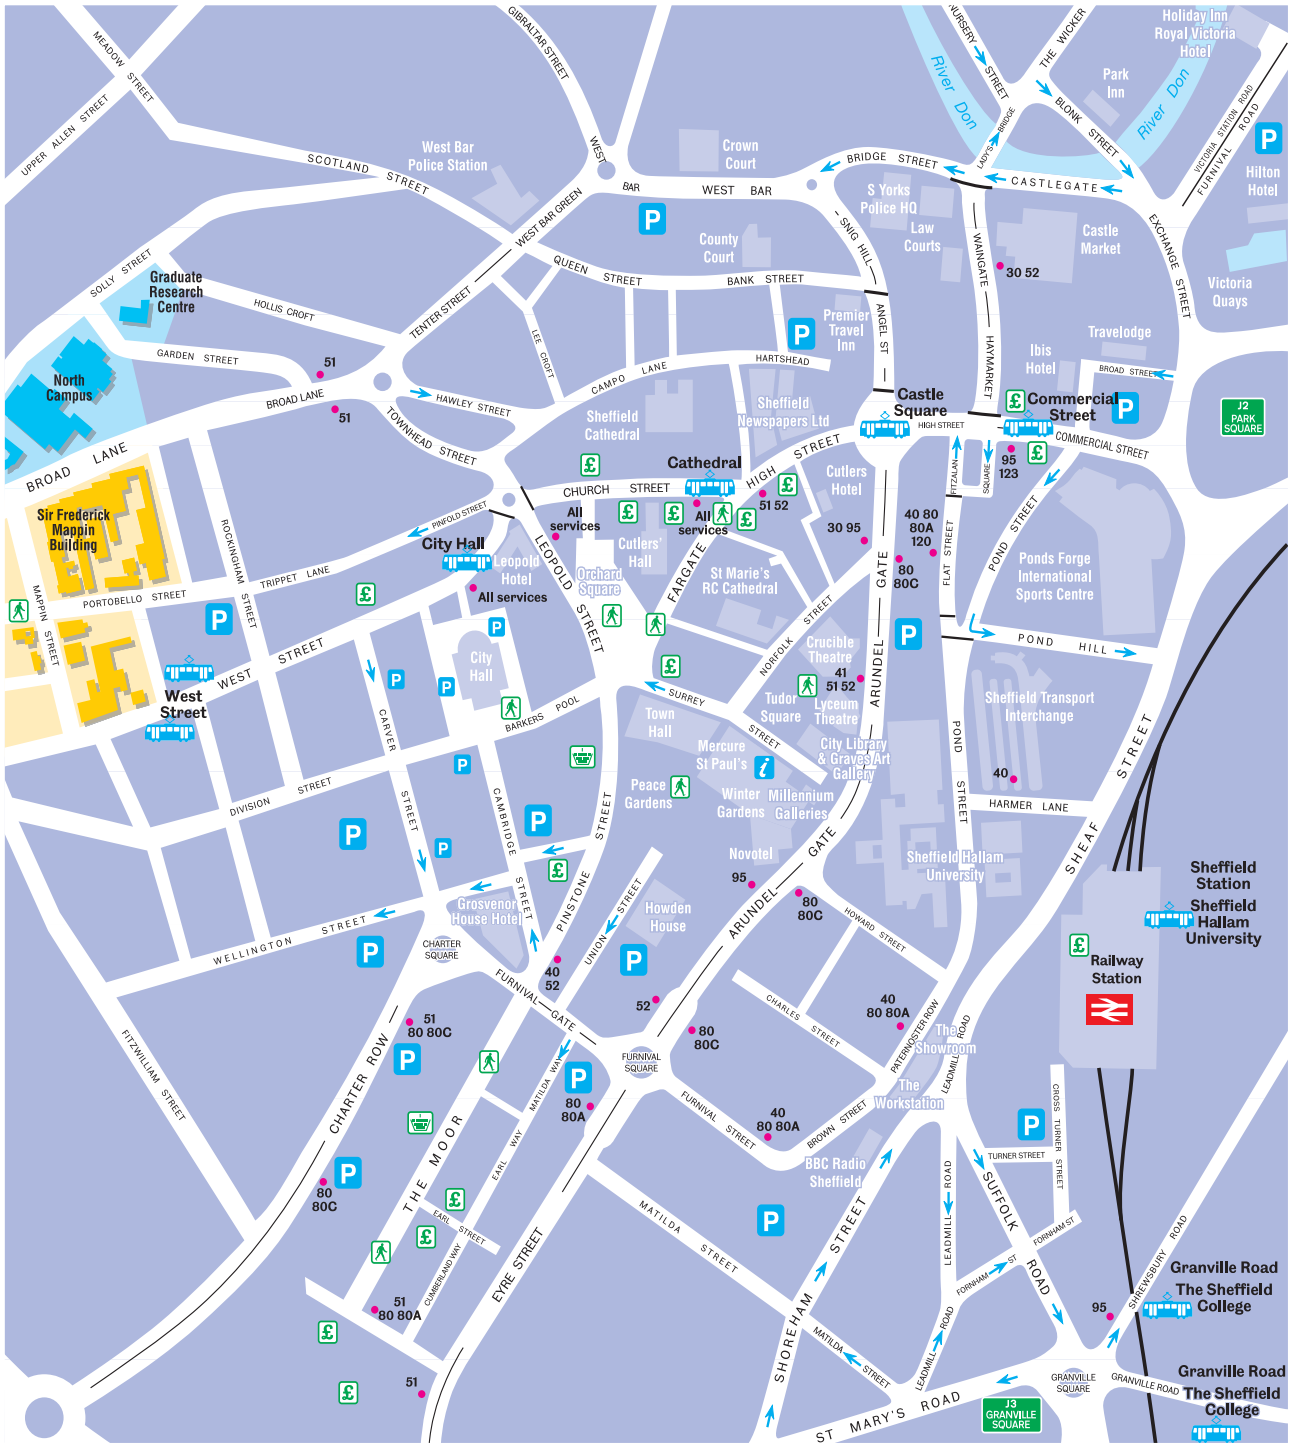 GIBRALTAR STREET
NURSERY STREET
THE WICKER
Holiday Inn
Royal Victoria
Hotel
MEADOW STREET
UPPER ALLEN STREET
River Don
Park
Inn
BLONK STREET
River Don
VICTORIA STATION ROAD
FURNIVAL ROAD
P
Hilton
Hotel
LADY'S BRIDGE
SCOTLAND STREET
West Bar
Police Station
WEST
BAR
WEST BAR
Crown
Court
BRIDGE STREET
CASTLEGATE
S Yorks
Police HQ
Law
Courts
Castle
Market
EXCHANGE STREET
WEST BAR GREEN
P
County
Court
SNIG HILL
WAINGATE
30 52
Victoria
Quays
SOLLY STREET
Graduate
Research
Centre
HOLLIS CROFT
TENTER STREET
QUEEN STREET
BANK STREET
ANGEL ST
Premier
Travel
Inn
P
HAYMARKET
Travelodge
Ibis
Hotel
BROAD STREET
GARDEN STREET
51
LEE CROFT
CAMPO LANE
HARTSHEAD
North
Campus
BROAD LANE
51
HAWLEY STREET
TOWNHEAD STREET
Sheffield
Cathedral
Sheffield
Newspapers Ltd
Castle
Square
HIGH STREET
£
Commercial
Street
P
COMMERCIAL STREET
J2
PARK
SQUARE
BROAD LANE
Cathedral
HIGH STREET
CHURCH STREET
£
£
51 52
Cutlers
Hotel
FITZALAN
SQUARE
95
123
£
Sir Frederick
Mappin
Building
ROCKINGHAM STREET
PINFOLD STREET
All
services
£
£
All
services
£
Cutlers'
Hall
30 95
40 80
80A
120
80
80C
FLAT STREET
POND STREET
Ponds Forge
International
Sports Centre
City Hall
Leopold
Hotel
LEOPOLD STREET
Orchard
Square
FARGATE
St Marie's
RC Cathedral
TRIPPET LANE
PORTOBELLO STREET
MAPPIN STREET
£
All services
P
P
City
Hall
NORFOLK STREET
Crucible
Theatre
ARUNDEL GATE
P
POND HILL
WEST STREET
West
Street
P
P
£
SURREY STREET
41
51 52
Tudor
Square
Lyceum
Theatre
Sheffield Transport
Interchange
CARVER STREET
BARKERS POOL
Town
Hall
Mercure
St Paul's
i
City Library
& Graves Art
Gallery
Peace
Gardens
Winter
Gardens
Millennium
Galleries
POND STREET
40
HARMER LANE
SHEAF STREET
P
DIVISION STREET
P
CAMBRIDGE STREET
P
P
PINSTONE STREET
£
Novotel
95
ARUNDEL GATE
80
80C
Sheffield Hallam
University
Sheffield
Station
Sheffield
Hallam
University
£
Railway
Station
WELLINGTON STREET
Grosvenor
House Hotel
P
CHARTER
SQUARE
UNION STREET
Howden
House
P
HOWARD STREET
40
52
52
FURNIVAL GATE
CHARLES STREET
40
80 80A
PATERNOSTER ROW
The
Showroom
The
Workstation
LEADMILL ROAD
FITZWILLIAM STREET
CHARTER ROW
51
80 80C
P
80
80C
P
FURNIVAL
SQUARE
80
80C
P
80
80A
MATILDA WAY
FURNIVAL STREET
40
80 80A
BROWN STREET
BBC Radio
Sheffield
CROSS TURNER STREET
P
TURNER STREET
THE MOOR
EARL WAY
EARL STREET
£
£
CUMBERLAND WAY
51
80 80A
EYRE STREET
MATILDA STREET
P
SHOREHAM STREET
LEADMILL ROAD
SUFFOLK ROAD
FORNHAM ST
FORNHAM ST
SHREWSBURY ROAD
Granville Road
The Sheffield
College
95
£
£
51
MATILDA STREET
LEADMILL ROAD
ST MARY'S ROAD
GRANVILLE
SQUARE
GRANVILLE ROAD
J3
GRANVILLE
SQUARE
Granville Road
The Sheffield
College